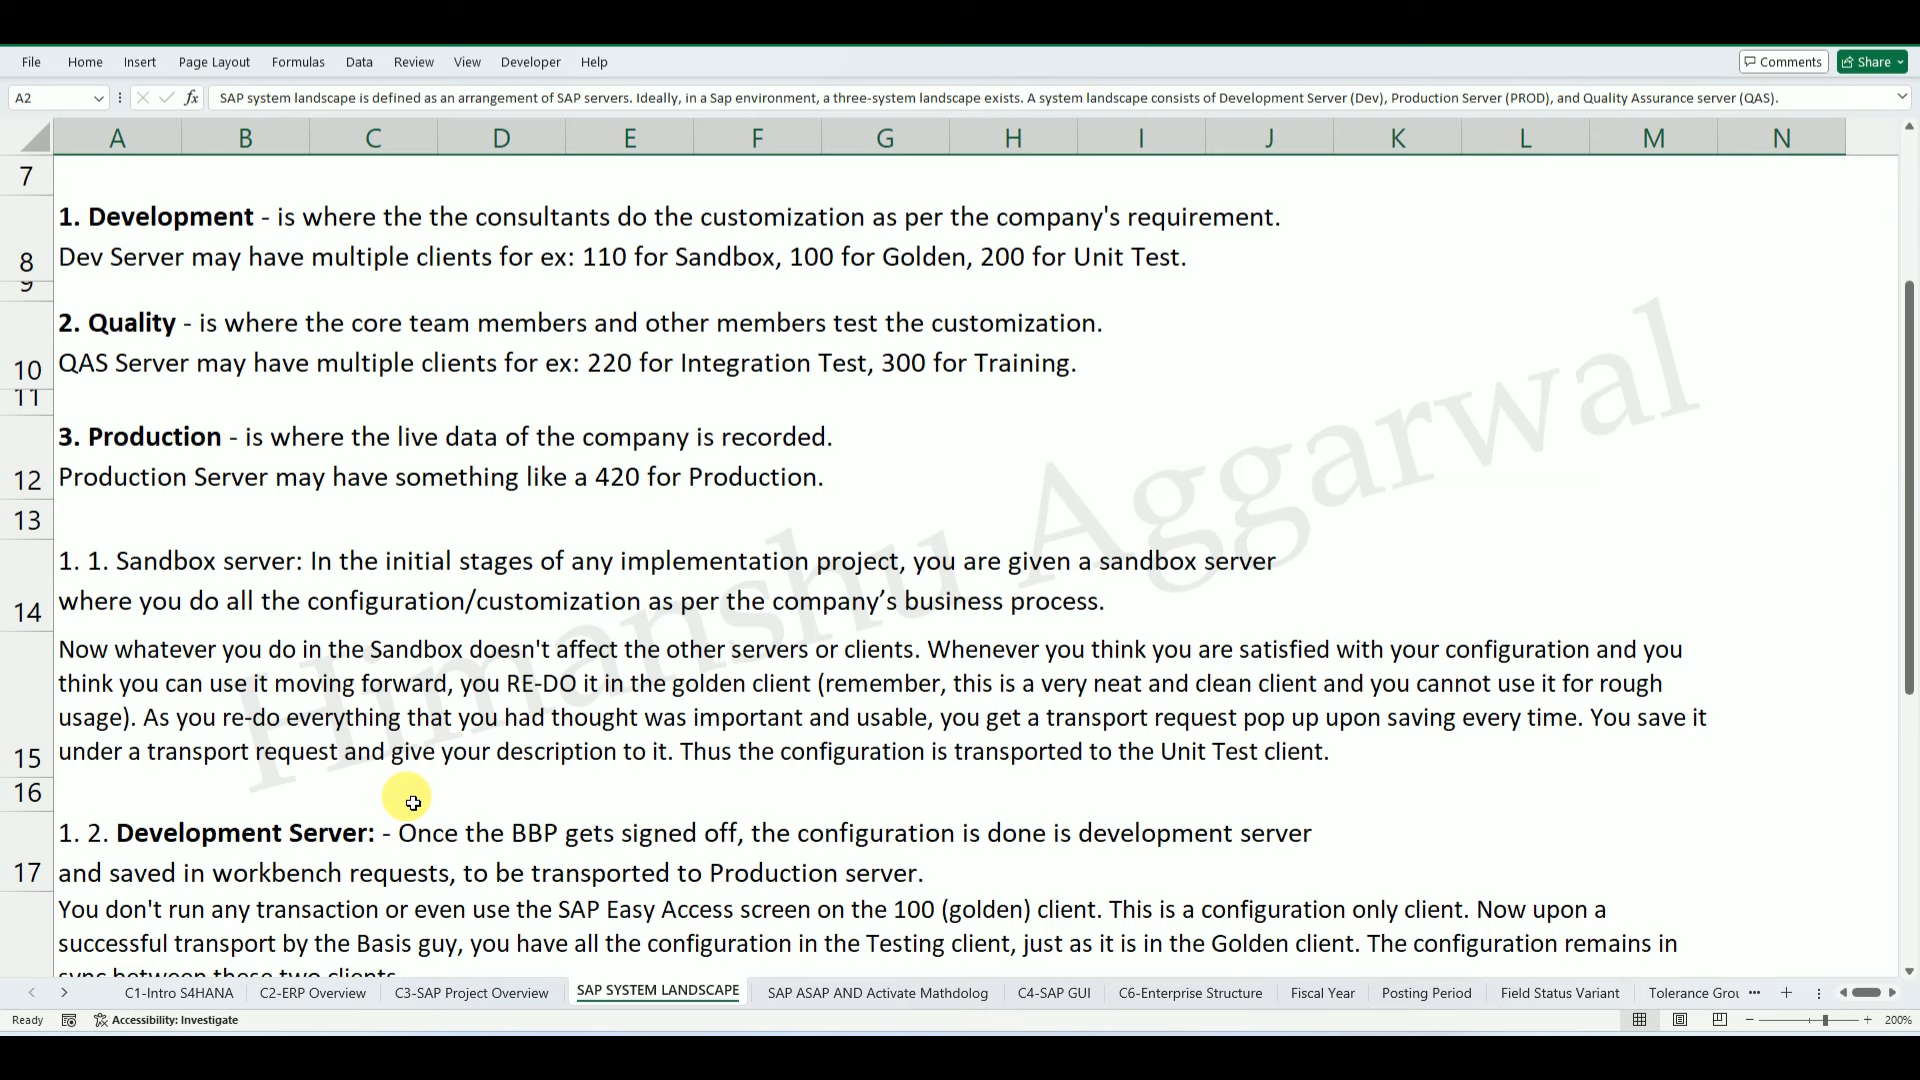 File Home Insert Page Layout Formulas Data Review View Developer Help Comments Share
A2 fx SAP system landscape is defined as an arrangement of SAP servers. Ideally, in a Sap environment, a three-system landscape exists. A system landscape consists of Development Server (Dev), Production Server (PROD), and Quality Assurance server (QAS).
A B C D E F G H I J K L M N
7
1. Development - is where the the consultants do the customization as per the company's requirement.
8 Dev Server may have multiple clients for ex: 110 for Sandbox, 100 for Golden, 200 for Unit Test.
9
2. Quality - is where the core team members and other members test the customization.
10 QAS Server may have multiple clients for ex: 220 for Integration Test, 300 for Training.
11
3. Production - is where the live data of the company is recorded.
12 Production Server may have something like a 420 for Production.
13
1. 1. Sandbox server: In the initial stages of any implementation project, you are given a sandbox server
14 where you do all the configuration/customization as per the company’s business process.
Now whatever you do in the Sandbox doesn't affect the other servers or clients. Whenever you think you are satisfied with your configuration and you
think you can use it moving forward, you RE-DO it in the golden client (remember, this is a very neat and clean client and you cannot use it for rough
usage). As you re-do everything that you had thought was important and usable, you get a transport request pop up upon saving every time. You save it
15 under a transport request and give your description to it. Thus the configuration is transported to the Unit Test client.
16
1. 2. Development Server: - Once the BBP gets signed off, the configuration is done is development server
17 and saved in workbench requests, to be transported to Production server.
You don't run any transaction or even use the SAP Easy Access screen on the 100 (golden) client. This is a configuration only client. Now upon a
successful transport by the Basis guy, you have all the configuration in the Testing client, just as it is in the Golden client. The configuration remains in
sync between these two clients
Himanshu Aggarwal
C1-Intro S4HANA C2-ERP Overview C3-SAP Project Overview SAP SYSTEM LANDSCAPE SAP ASAP AND Activate Mathdolog C4-SAP GUI C6-Enterprise Structure Fiscal Year Posting Period Field Status Variant Tolerance Grou ...
Ready Accessibility: Investigate 200%